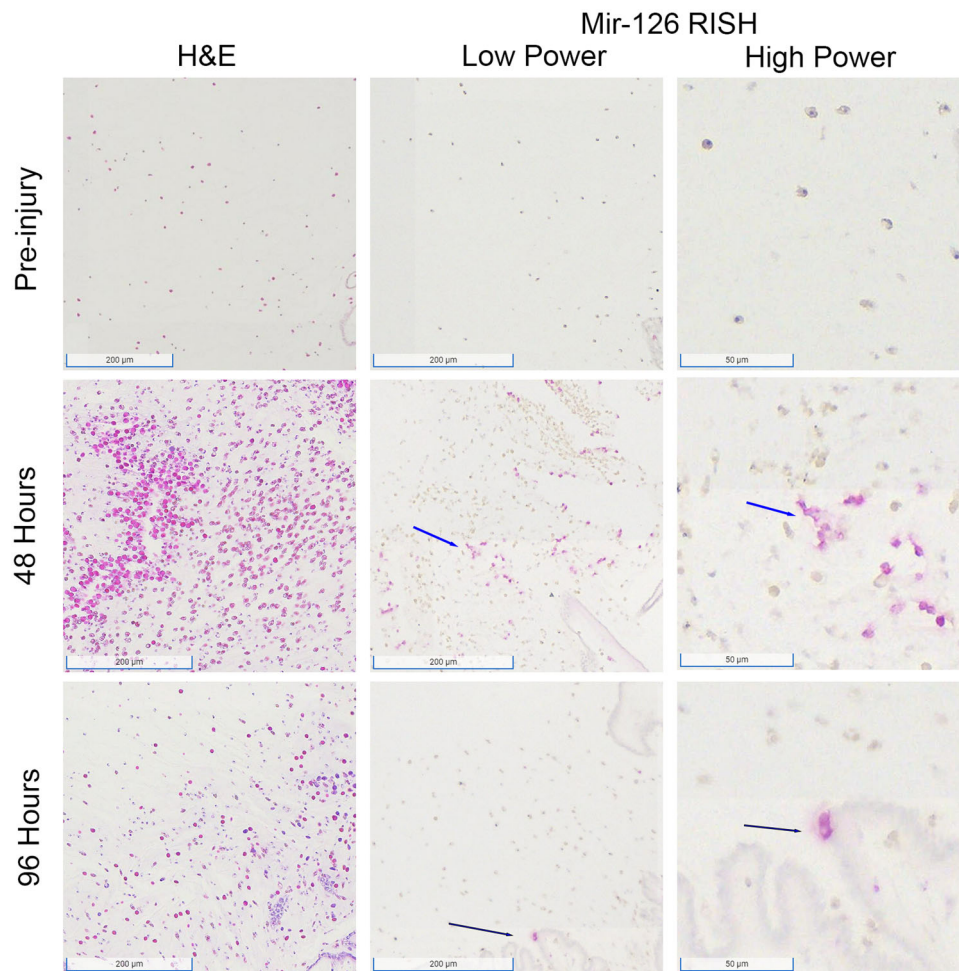 Mir-126 RISH
H&E
Low Power
High Power
Pre-injury
200 µm
200 µm
50 µm
48 Hours
200 µm
200 µm
50 µm
96 Hours
200 µm
200 µm
50 µm